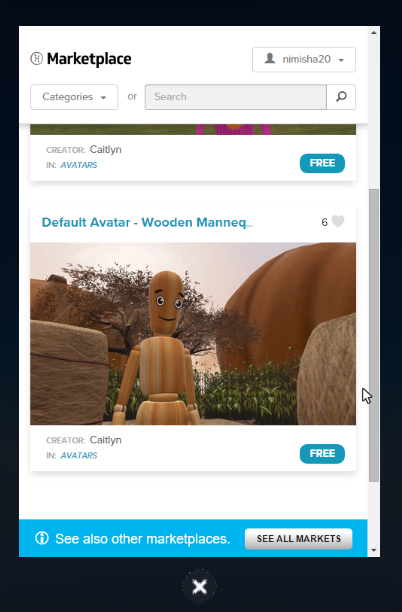 Marketplace
nimisha20
Categories or Search
CREATOR: Caitlyn
IN: AVATARS
FREE
Default Avatar - Wooden Manneq...
6
CREATOR: Caitlyn
IN: AVATARS
FREE
See also other marketplaces. SEE ALL MARKETS